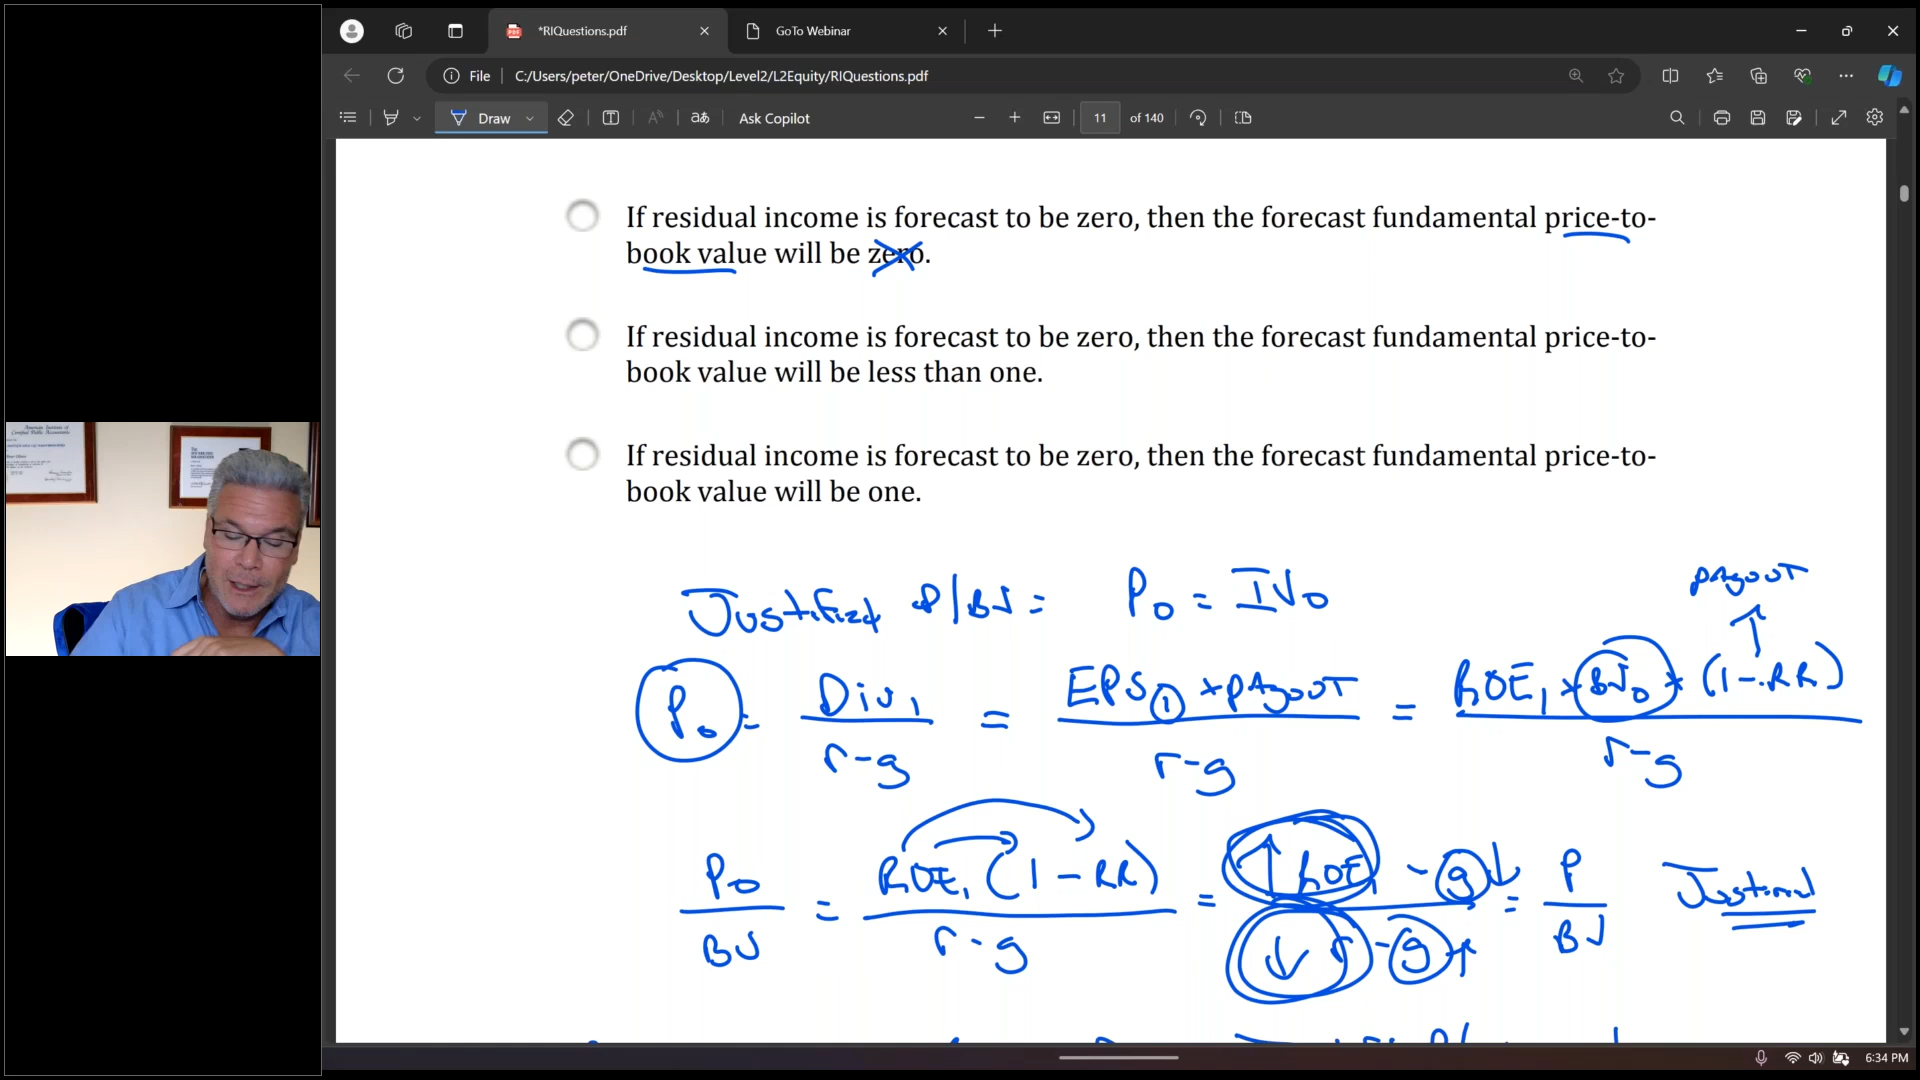 *RIQuestions.pdf
GoTo Webinar
File
C:/Users/peter/OneDrive/Desktop/Level2/L2Equity/RIQuestions.pdf
Draw
aあ
Ask Copilot
11 of 140
If residual income is forecast to be zero, then the forecast fundamental price-to-
book value will be zero.
If residual income is forecast to be zero, then the forecast fundamental price-to-
book value will be less than one.
If residual income is forecast to be zero, then the forecast fundamental price-to-
book value will be one.
payout
Justified P/BV = P0 = IV0
P0 = Div1 / r-g = EPS1 x payout / r-g = ROE1 x BV0 x (1-RR) / r-g
P0 / BV = ROE1 (1 - RR) / r-g = ↑ ROE1 - g ↓ / ↓ r - g ↑ = P / BV
6:34 PM